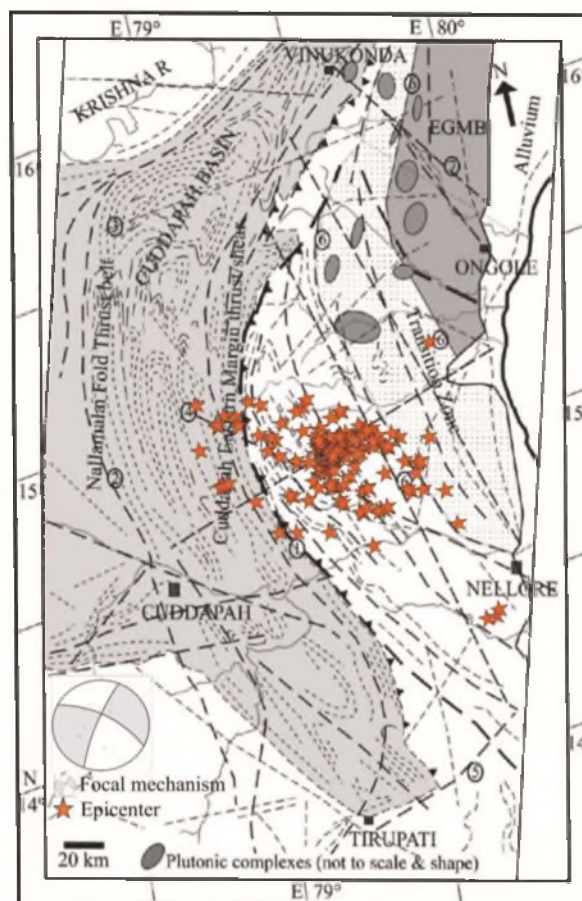 E 79°
E 80°
VINUKONDA
KRISHNA R
N
16
16°
EGMB
Alluvium
CUDDAPAH BASIN
ONGOLE
Nallamalai Fold Thrust belt
Cuddapah Eastern Margin thrust/shear
Transition Zone
15
15°
NELLORE
CUDDAPAH
Focal mechanism
Epicenter
N
14°
14
20 km
TIRUPATI
Plutonic complexes (not to scale & shape)
E 79°